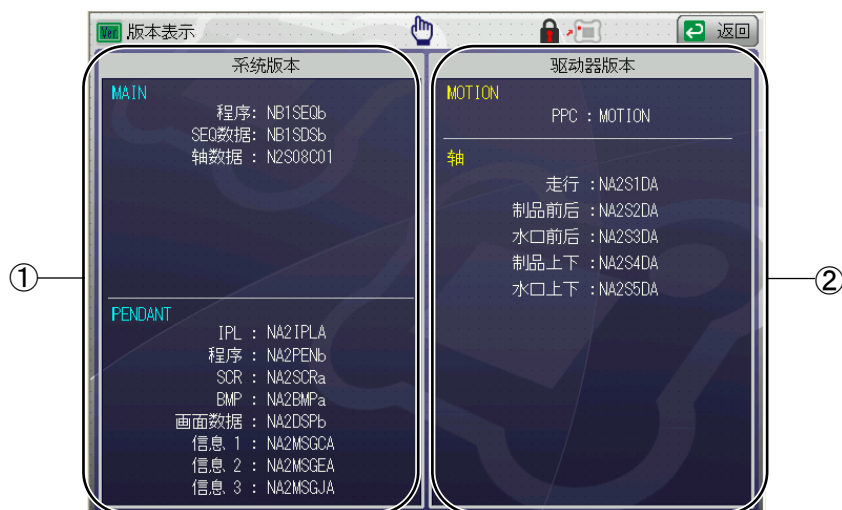 Ver. 版本表示
返回
系统版本
MAIN
程序: NB1SEQb
SEQ数据: NB1SDSb
轴数据 : N2S08C01
PENDANT
IPL : NA2IPLA
程序 : NA2PENb
SCR : NA2SCRa
BMP : NA2BMPa
画面数据 : NA2DSPb
信息 1 : NA2MSGCA
信息 2 : NA2MSGEA
信息 3 : NA2MSGJA
驱动器版本
MOTION
PPC : MOTION
轴
走行 :NA2S1DA
制品前后 :NA2S2DA
水口前后 :NA2S3DA
制品上下 :NA2S4DA
水口上下 :NA2S5DA
①
②